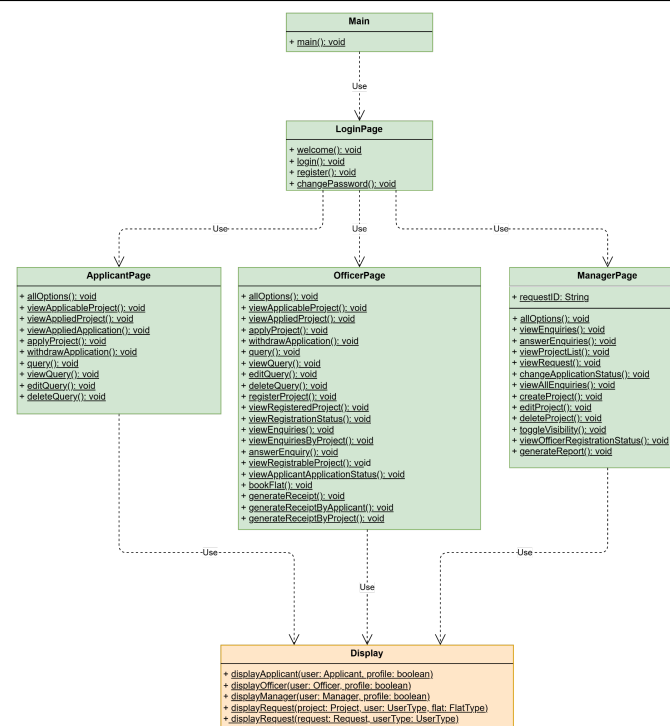 Main
+ main(): void
Use
LoginPage
+ welcome(): void
+ login(): void
+ register(): void
+ changePassword(): void
Use
Use
Use
ApplicantPage
+ allOptions(): void
+ viewApplicableProject(): void
+ viewAppliedProject(): void
+ viewAppliedApplication(): void
+ applyProject(): void
+ withdrawApplication(): void
+ query(): void
+ viewQuery(): void
+ editQuery(): void
+ deleteQuery(): void
OfficerPage
+ allOptions(): void
+ viewApplicableProject(): void
+ viewAppliedProject(): void
+ applyProject(): void
+ withdrawApplication(): void
+ query(): void
+ viewQuery(): void
+ editQuery(): void
+ deleteQuery(): void
+ registerProject(): void
+ viewRegisteredProject(): void
+ viewRegistrationStatus(): void
+ viewEnquiries(): void
+ viewEnquiriesByProject(): void
+ answerEnquiry(): void
+ viewRegistrableProject(): void
+ viewApplicantApplicationStatus(): void
+ bookFlat(): void
+ generateReceipt(): void
+ generateReceiptByApplicant(): void
+ generateReceiptByProject(): void
ManagerPage
+ requestID: String
+ allOptions(): void
+ viewEnquiries(): void
+ answerEnquiries(): void
+ viewProjectList(): void
+ viewRequest(): void
+ changeApplicationStatus(): void
+ viewAllEnquiries(): void
+ createProject(): void
+ editProject(): void
+ deleteProject(): void
+ toggleVisibility(): void
+ viewOfficerRegistrationStatus(): void
+ generateReport(): void
Use
Use
Use
Display
+ displayApplicant(user: Applicant, profile: boolean)
+ displayOfficer(user: Officer, profile: boolean)
+ displayManager(user: Manager, profile: boolean)
+ displayRequest(project: Project, user: UserType, flat: FlatType)
+ displayRequest(request: Request, userType: UserType)